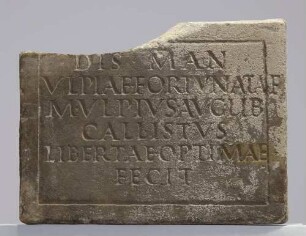 DIS MAN
VLPIAE FORTVNATAE
M·VLPIVS AVG LIB
CALLISTVS
LIBERTAE OPTIMAE
FECIT